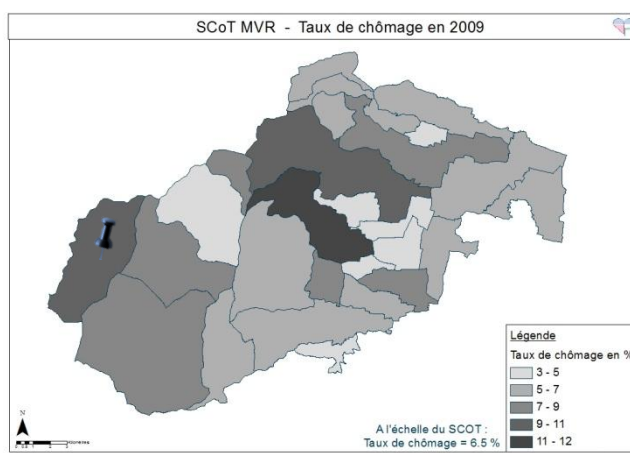 SCoT MVR - Taux de chômage en 2009
Légende
Taux de chômage en %
3 - 5
5 - 7
7 - 9
9 - 11
11 - 12
A l'échelle du SCOT :
Taux de chômage = 6.5 %
N